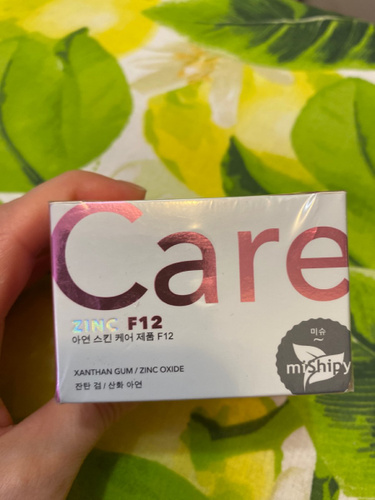 Care
ZINC F12
아연 스킨 케어 제품 F12
XANTHAN GUM / ZINC OXIDE
잔탄 검 / 산화 아연
미슈
mishipy